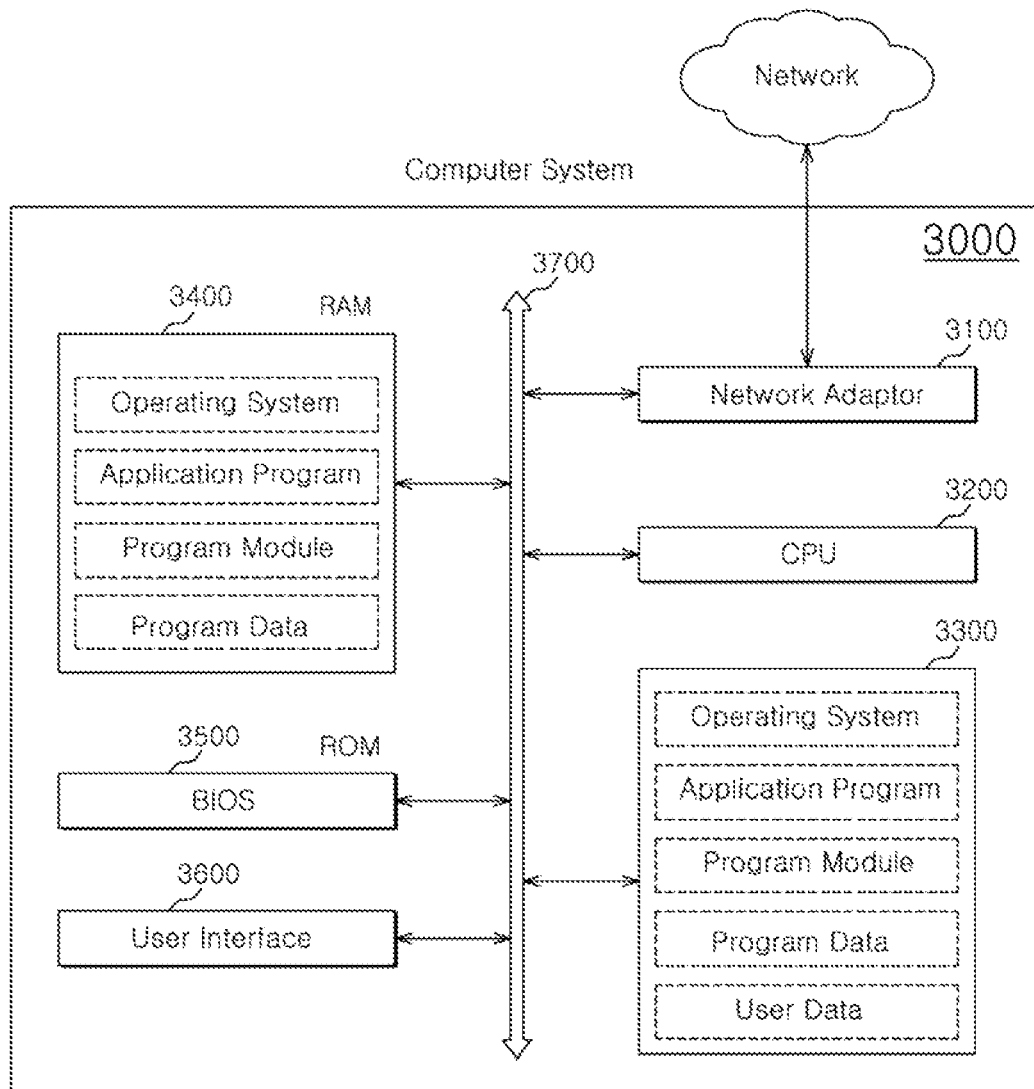 Network
Computer System
3000
3700
3400
RAM
Operating System
Application Program
Program Module
Program Data
3100
Network Adaptor
3200
CPU
3300
Operating System
Application Program
Program Module
Program Data
User Data
3500
ROM
BIOS
3600
User Interface